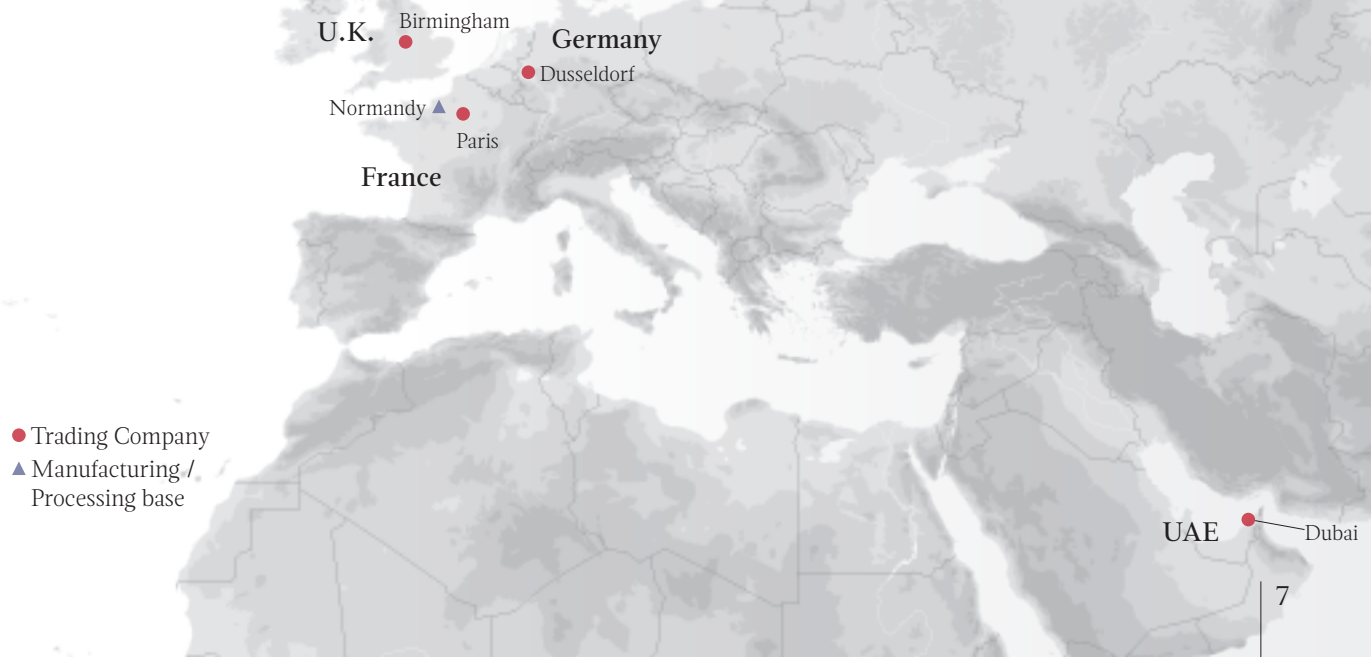 Birmingham
U.K.
Germany
Dusseldorf
Normandy
Paris
France
Trading Company
Manufacturing /
Processing base
UAE
Dubai
7